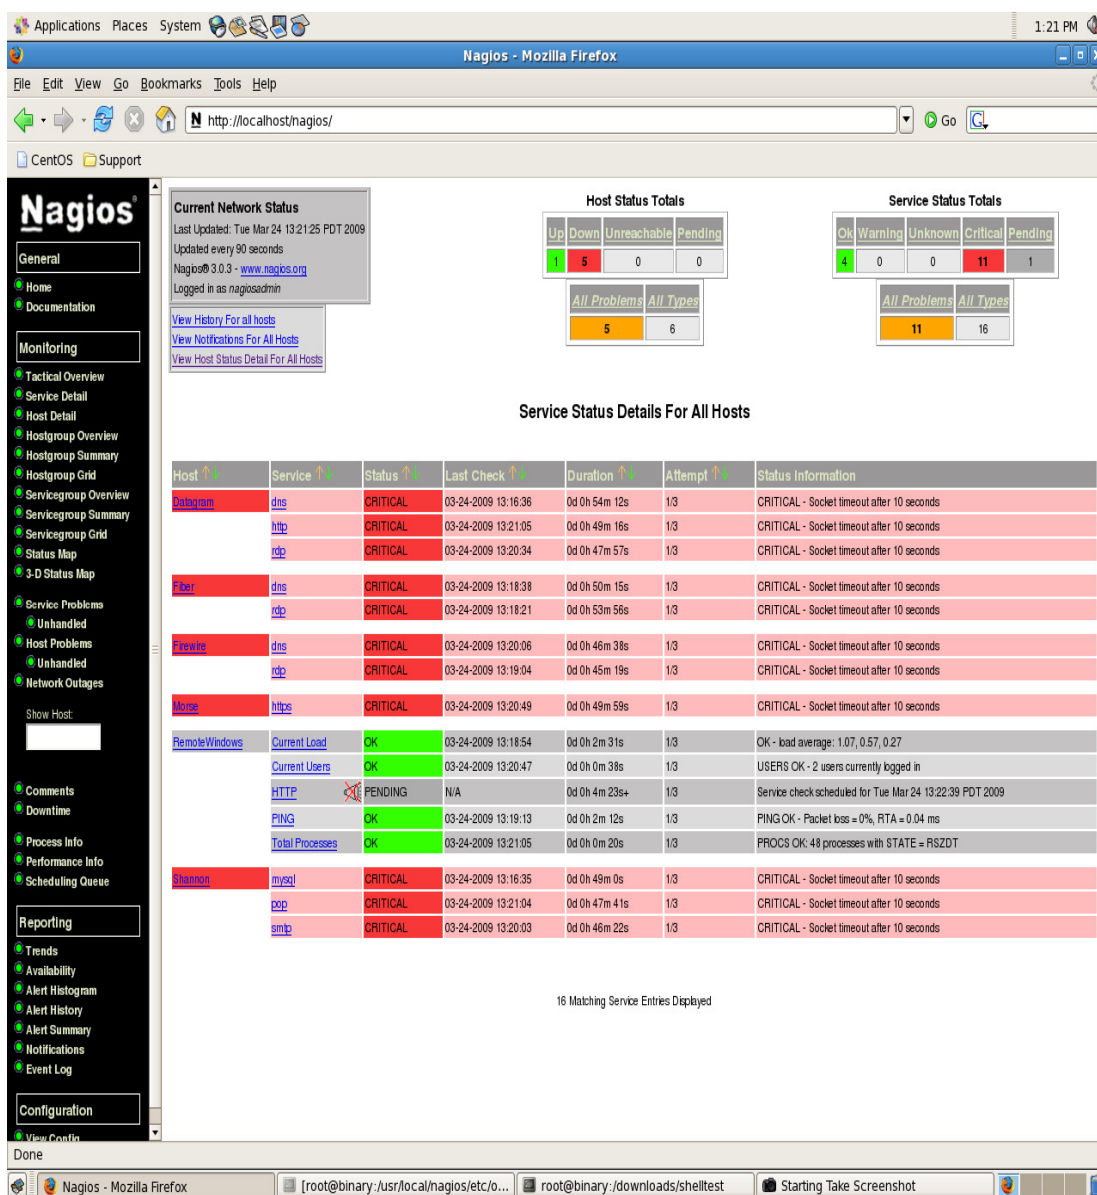 Applications Places System 1:21 PM
Nagios - Mozilla Firefox
File Edit View Go Bookmarks Tools Help
N http://localhost/nagios/ Go G
CentOS Support
Nagios®
General
Home
Documentation
Monitoring
Tactical Overview
Service Detail
Host Detail
Hostgroup Overview
Hostgroup Summary
Hostgroup Grid
Servicegroup Overview
Servicegroup Summary
Servicegroup Grid
Status Map
3-D Status Map
Service Problems
Unhandled
Host Problems
Unhandled
Network Outages
Show Host:
Comments
Downtime
Process Info
Performance Info
Scheduling Queue
Reporting
Trends
Availability
Alert Histogram
Alert History
Alert Summary
Notifications
Event Log
Configuration
View Config
Current Network Status
Last Updated: Tue Mar 24 13:21:25 PDT 2009
Updated every 90 seconds
Nagios® 3.0.3 - www.nagios.org
Logged in as nagiosadmin
View History For all hosts
View Notifications For All Hosts
View Host Status Detail For All Hosts
Host Status Totals
Up Down Unreachable Pending
1 5 0 0
All Problems All Types
5 6
Service Status Totals
Ok Warning Unknown Critical Pending
4 0 0 11 1
All Problems All Types
11 16
Service Status Details For All Hosts
Host Service Status Last Check Duration Attempt Status Information
Datagram dns CRITICAL 03-24-2009 13:16:36 0d 0h 54m 12s 1/3 CRITICAL - Socket timeout after 10 seconds
http CRITICAL 03-24-2009 13:21:05 0d 0h 49m 16s 1/3 CRITICAL - Socket timeout after 10 seconds
rdp CRITICAL 03-24-2009 13:20:34 0d 0h 47m 57s 1/3 CRITICAL - Socket timeout after 10 seconds
Fiber dns CRITICAL 03-24-2009 13:18:38 0d 0h 50m 15s 1/3 CRITICAL - Socket timeout after 10 seconds
rdp CRITICAL 03-24-2009 13:18:21 0d 0h 53m 56s 1/3 CRITICAL - Socket timeout after 10 seconds
Firewire dns CRITICAL 03-24-2009 13:20:06 0d 0h 46m 38s 1/3 CRITICAL - Socket timeout after 10 seconds
rdp CRITICAL 03-24-2009 13:19:04 0d 0h 45m 19s 1/3 CRITICAL - Socket timeout after 10 seconds
Morse https CRITICAL 03-24-2009 13:20:49 0d 0h 49m 59s 1/3 CRITICAL - Socket timeout after 10 seconds
RemoteWindows Current Load OK 03-24-2009 13:18:54 0d 0h 2m 31s 1/3 OK - load average: 1.07, 0.57, 0.27
Current Users OK 03-24-2009 13:20:47 0d 0h 0m 38s 1/3 USERS OK - 2 users currently logged in
HTTP PENDING N/A 0d 0h 4m 23s+ 1/3 Service check scheduled for Tue Mar 24 13:22:39 PDT 2009
PING OK 03-24-2009 13:19:13 0d 0h 2m 12s 1/3 PING OK - Packet loss = 0%, RTA = 0.04 ms
Total Processes OK 03-24-2009 13:21:05 0d 0h 0m 20s 1/3 PROCS OK: 48 processes with STATE = RSZDT
Shannon mysql CRITICAL 03-24-2009 13:16:35 0d 0h 49m 0s 1/3 CRITICAL - Socket timeout after 10 seconds
pop CRITICAL 03-24-2009 13:21:04 0d 0h 47m 41s 1/3 CRITICAL - Socket timeout after 10 seconds
smtp CRITICAL 03-24-2009 13:20:03 0d 0h 46m 22s 1/3 CRITICAL - Socket timeout after 10 seconds
16 Matching Service Entries Displayed
Done
Nagios - Mozilla Firefox [root@binary:/usr/local/nagios/etc/o... root@binary:/downloads/shelltest Starting Take Screenshot